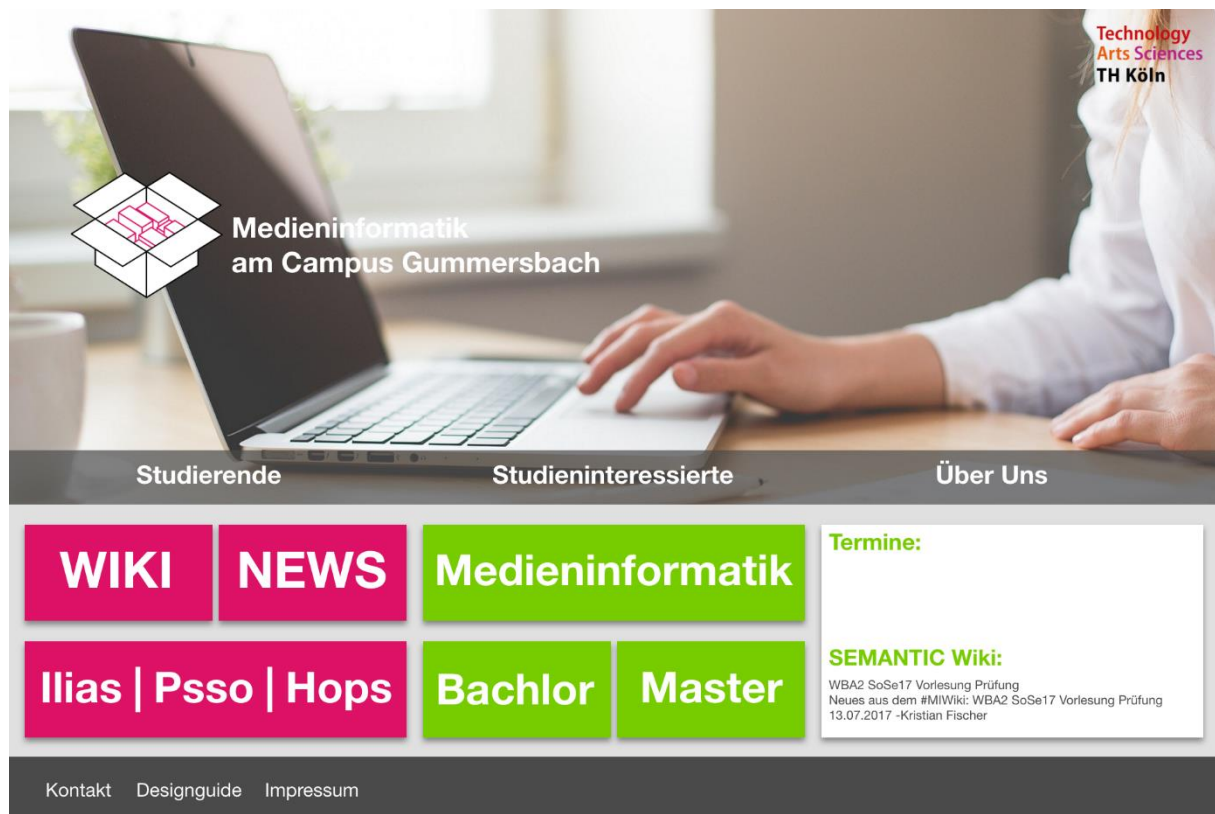 Technology
Arts Sciences
TH Köln
Medieninformatik
am Campus Gummersbach
Studierende
Studieninteressierte
Über Uns
WIKI
NEWS
Medieninformatik
Ilias | Psso | Hops
Bachlor
Master
Termine:
SEMANTIC Wiki:
WBA2 SoSe17 Vorlesung Prüfung
Neues aus dem #MIWiki: WBA2 SoSe17 Vorlesung Prüfung
13.07.2017 -Kristian Fischer
Kontakt Designguide Impressum